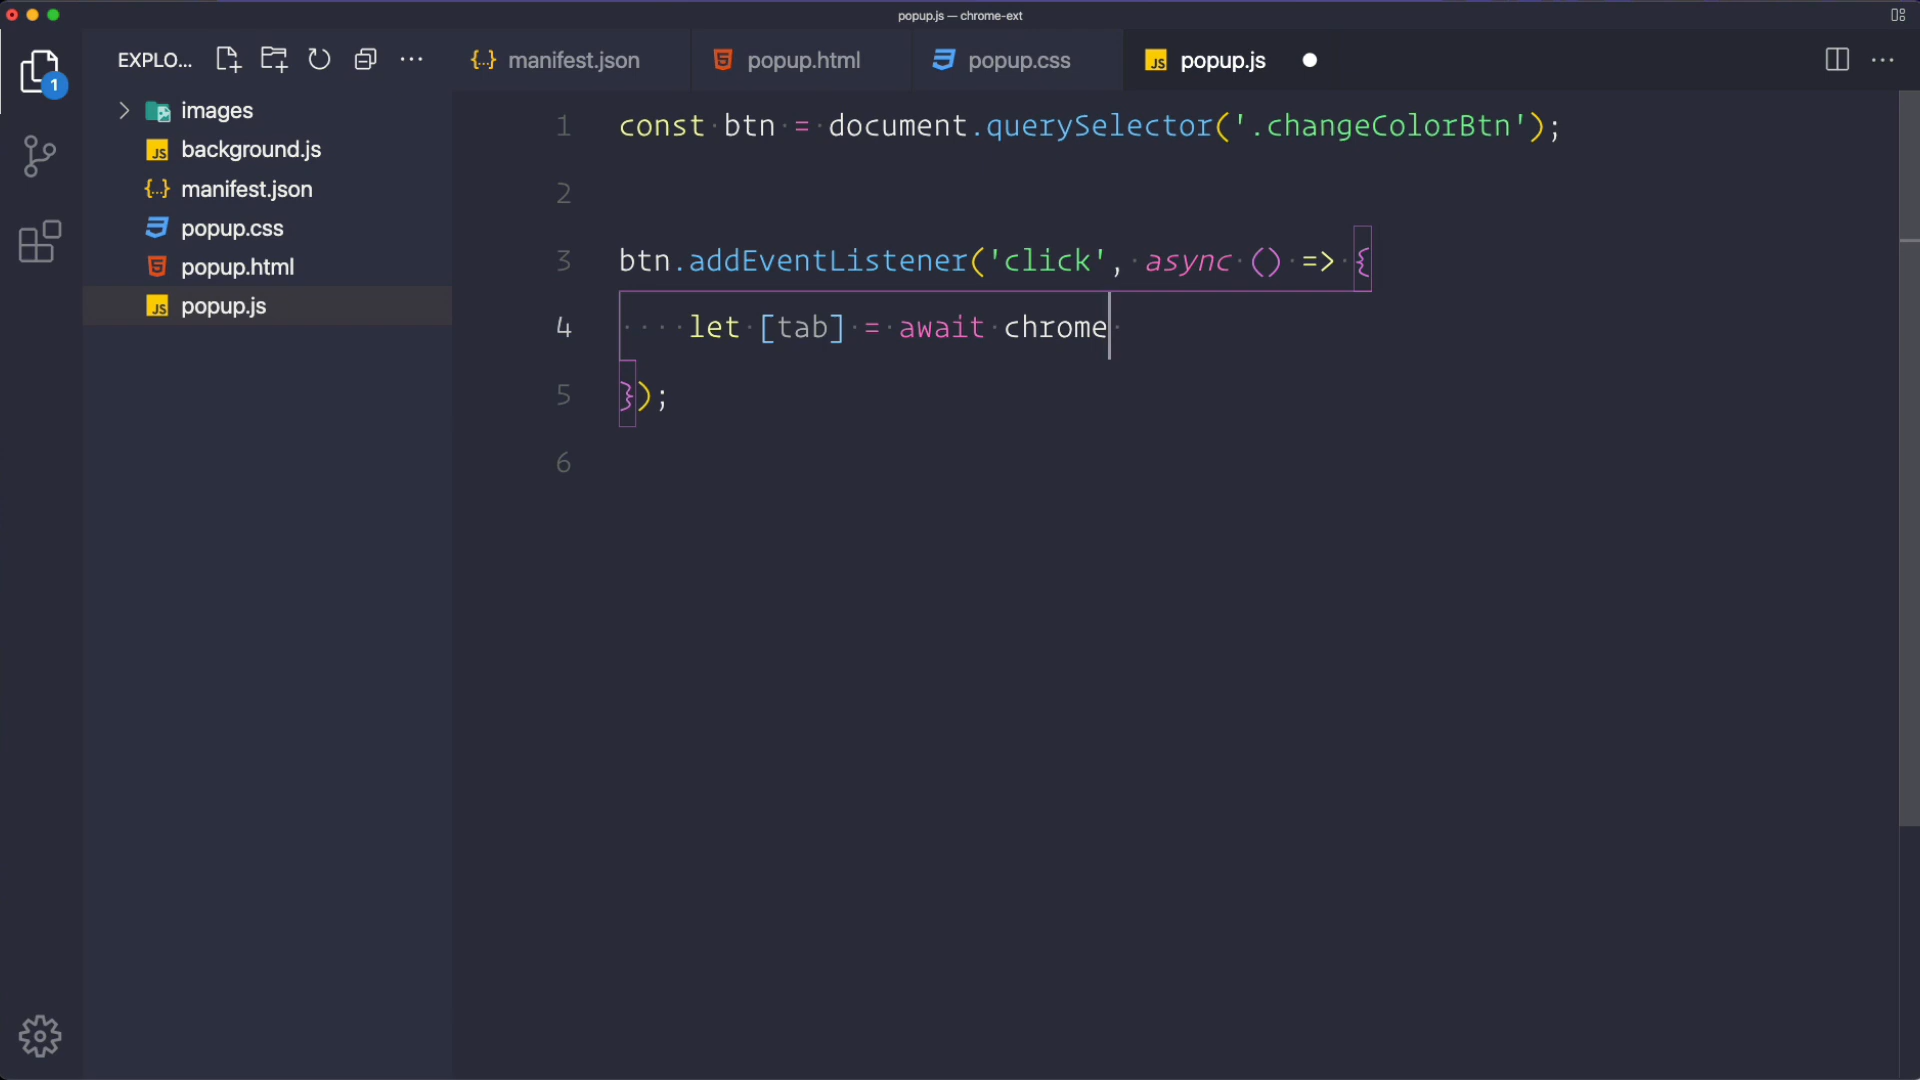 popup.js — chrome-ext
EXPLO...
manifest.json
popup.html
popup.css
popup.js
1
images
background.js
manifest.json
popup.css
popup.html
popup.js
1 const btn = document.querySelector('.changeColorBtn');
2
3 btn.addEventListener('click', async () => {
4 let [tab] = await chrome
5 });
6